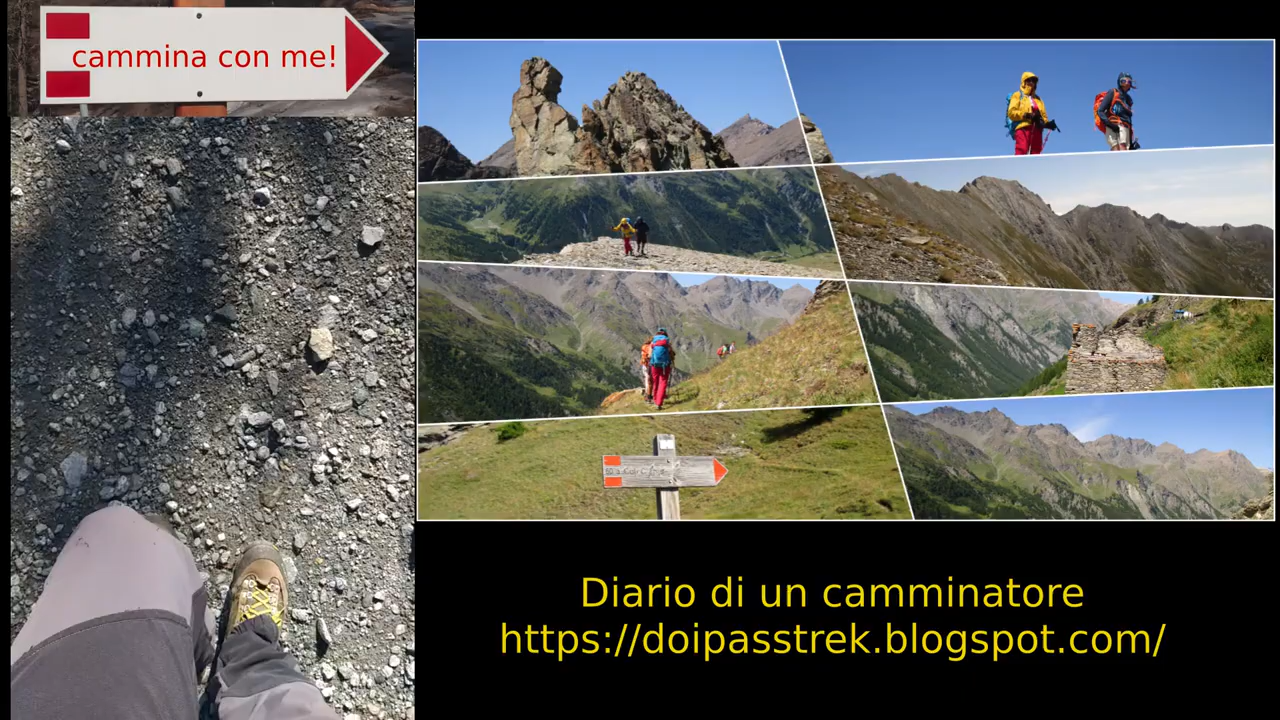 cammina con me!
Diario di un camminatore
https://doipasstrek.blogspot.com/